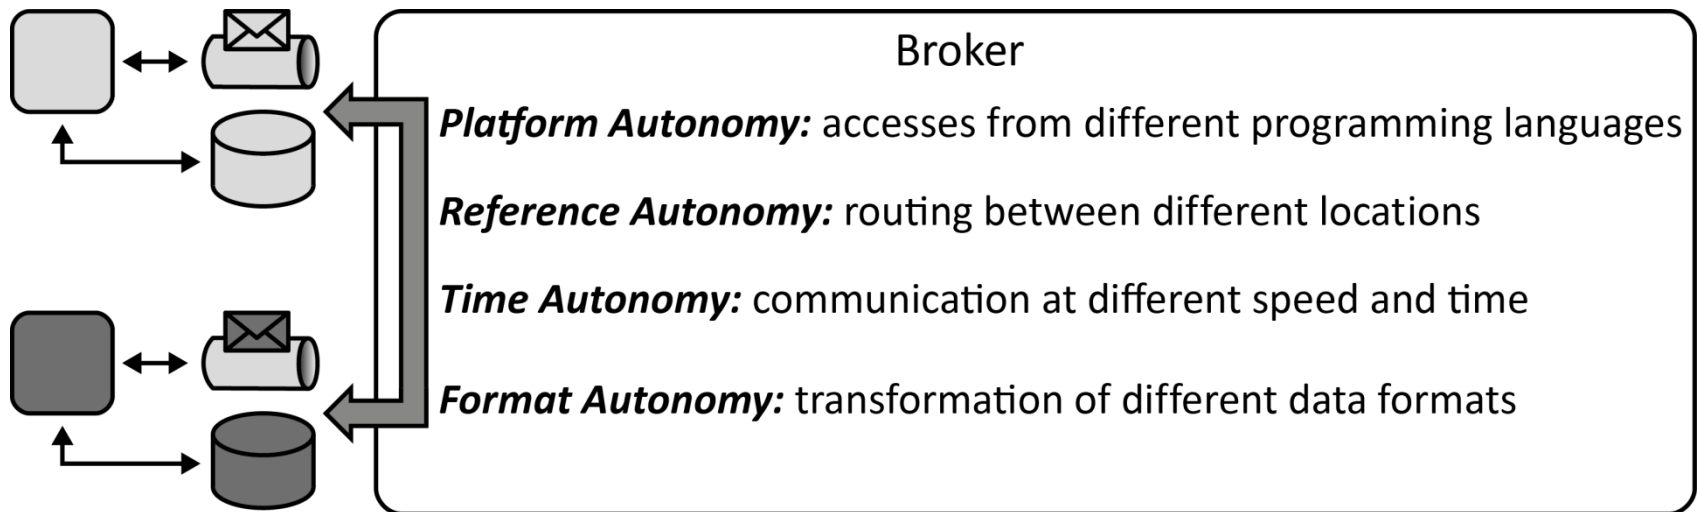 Broker
Platform Autonomy: accesses from different programming languages
Reference Autonomy: routing between different locations
Time Autonomy: communication at different speed and time
Format Autonomy: transformation of different data formats